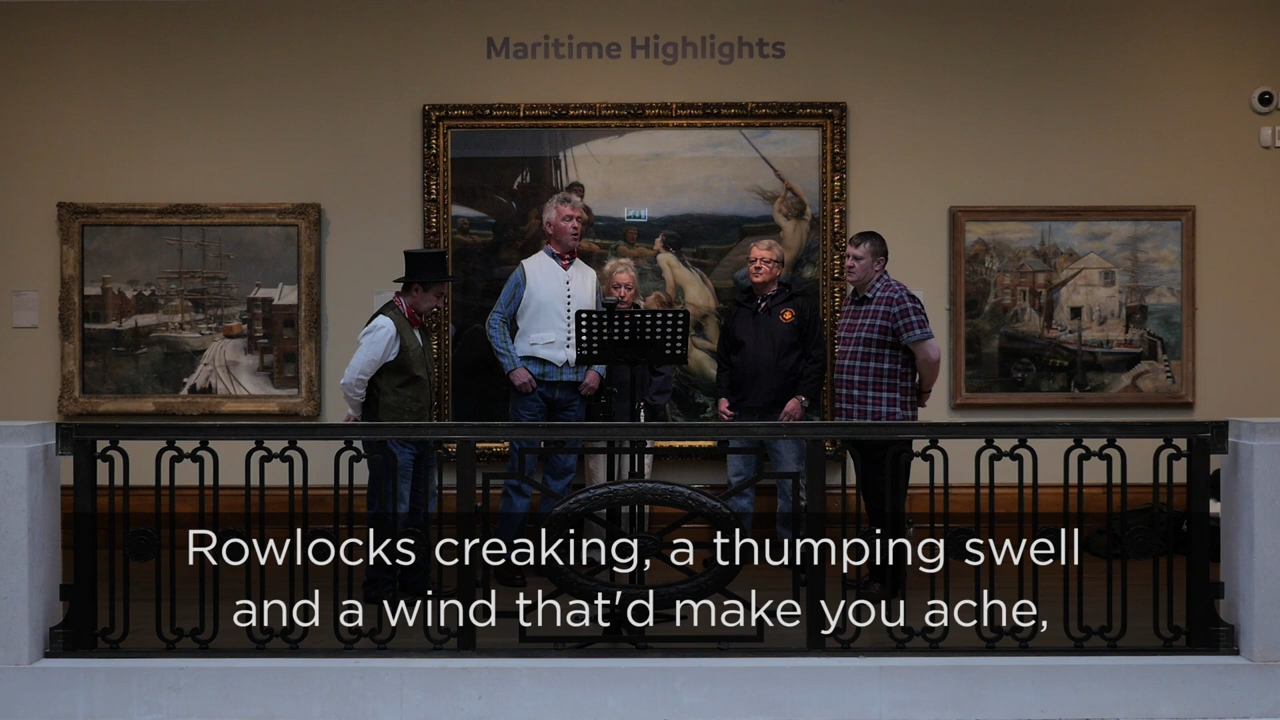 Maritime Highlights
Rowlocks creaking, a thumping swell
and a wind that'd make you ache,